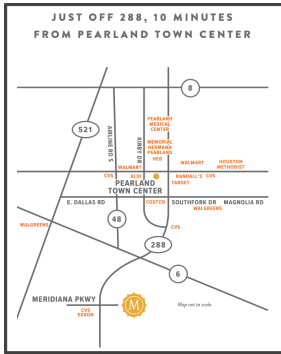 JUST OFF 288, 10 MINUTES
FROM PEARLAND TOWN CENTER
8
521
AIRLINE RD S
KIRBY DR
PEARLAND
MEDICAL
CENTER
MEMORIAL
HERMANN
PEARLAND
HEB
WALMART
WALMART
HOUSTON
METHODIST
CVS
ALDI
RANDALL'S
CVS
TARGET
PEARLAND
TOWN CENTER
E. DALLAS RD
COSTCO
SOUTHFORK DR
MAGNOLIA RD
WALGREENS
48
WALGREENS
CVS
288
6
MERIDIANA PKWY
M
Map not to scale.
CVS
EXXON